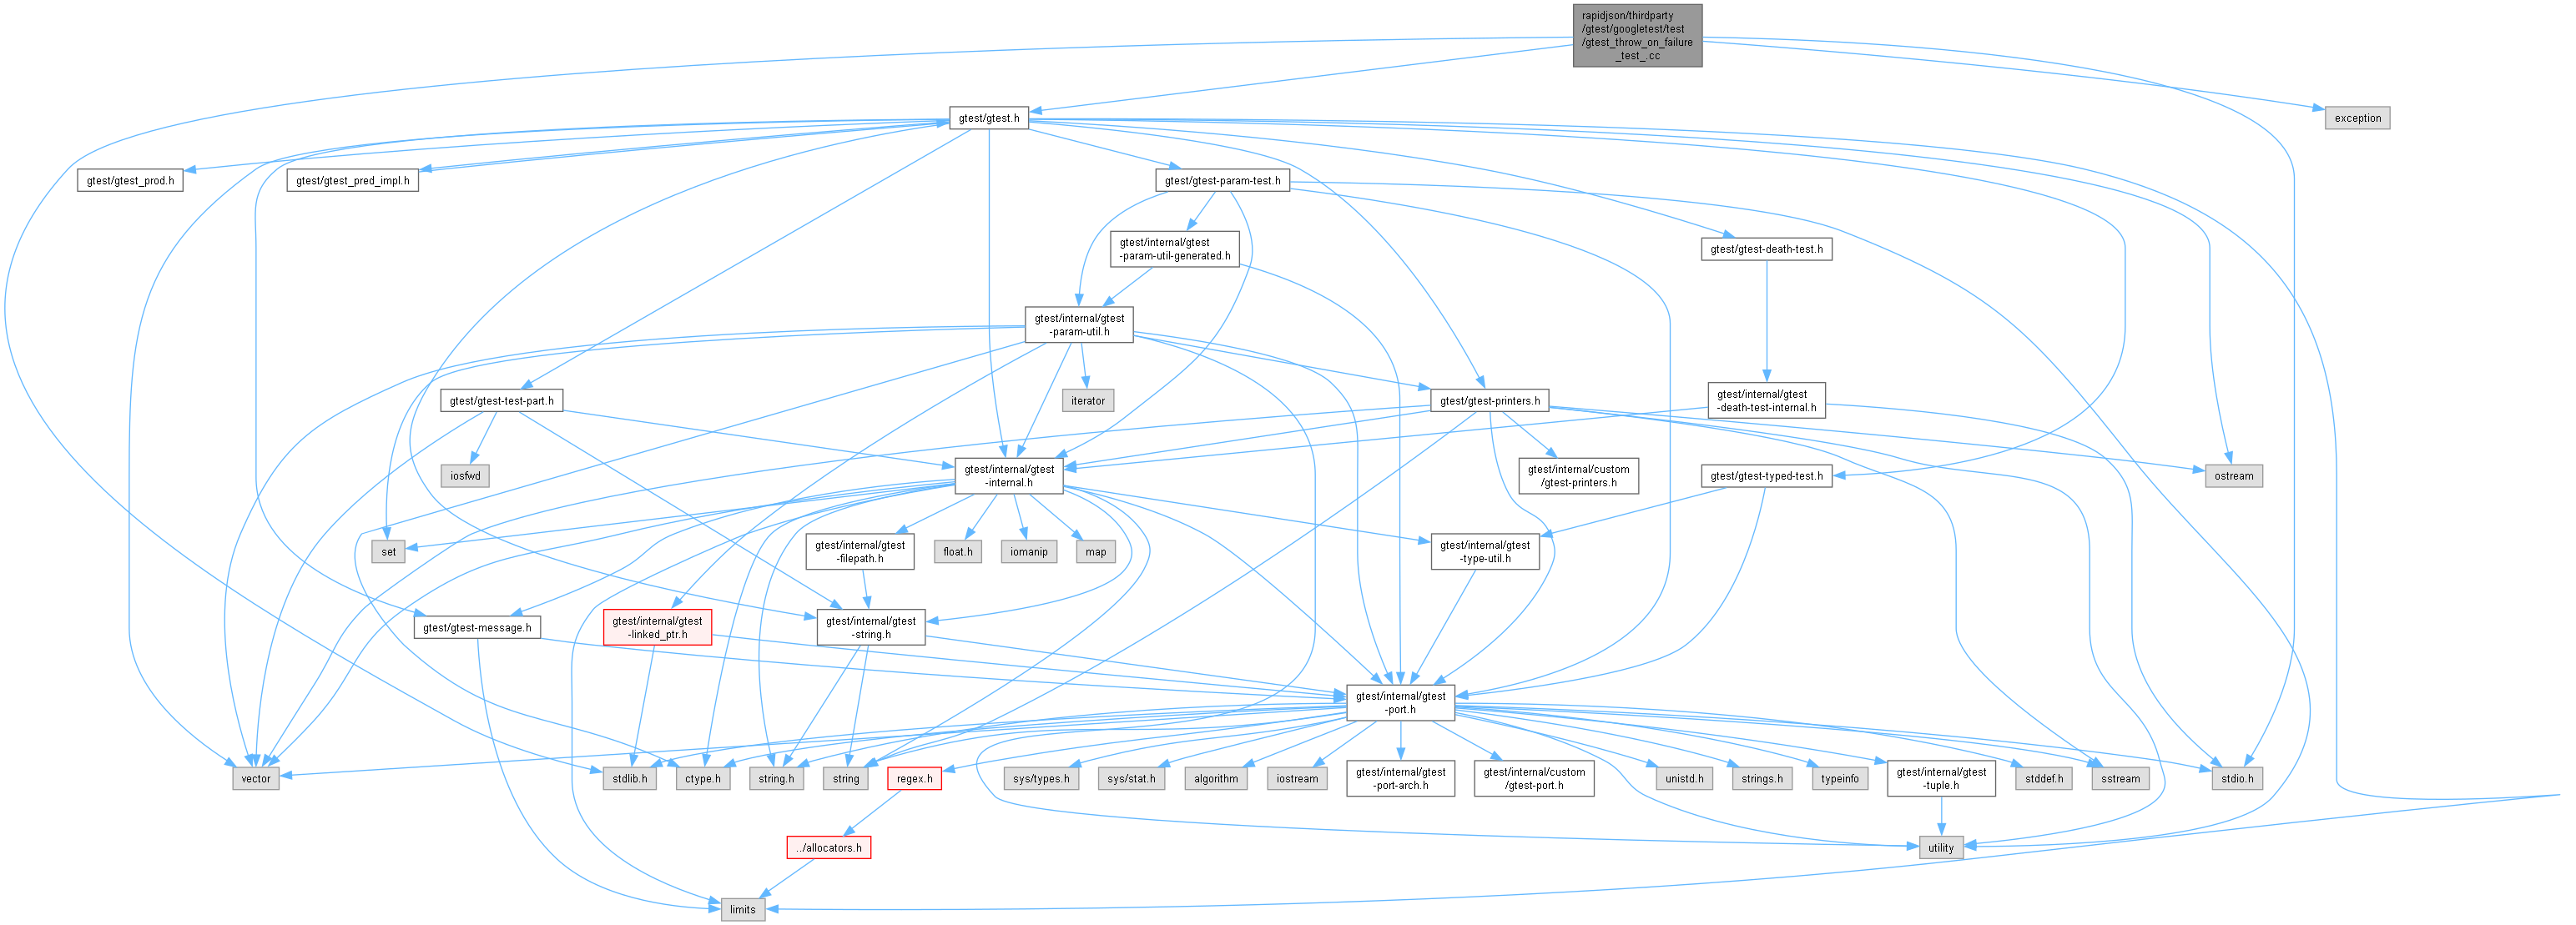 rapidjson/thirdparty
/gtest/googletest/test
/gtest_throw_on_failure
_test_.cc
gtest/gtest.h
exception
gtest/gtest_prod.h
gtest/gtest_pred_impl.h
gtest/gtest-param-test.h
gtest/internal/gtest
-param-util-generated.h
gtest/gtest-death-test.h
gtest/internal/gtest
-param-util.h
gtest/gtest-test-part.h
iterator
gtest/gtest-printers.h
gtest/internal/gtest
-death-test-internal.h
iosfwd
gtest/internal/gtest
-internal.h
gtest/internal/custom
/gtest-printers.h
gtest/gtest-typed-test.h
ostream
set
gtest/internal/gtest
-filepath.h
float.h
iomanip
map
gtest/internal/gtest
-type-util.h
gtest/gtest-message.h
gtest/internal/gtest
-linked_ptr.h
gtest/internal/gtest
-string.h
gtest/internal/gtest
-port.h
vector
stdlib.h
ctype.h
string.h
string
regex.h
sys/types.h
sys/stat.h
algorithm
iostream
gtest/internal/gtest
-port-arch.h
gtest/internal/custom
/gtest-port.h
unistd.h
strings.h
typeinfo
gtest/internal/gtest
-tuple.h
stddef.h
sstream
stdio.h
../allocators.h
utility
limits